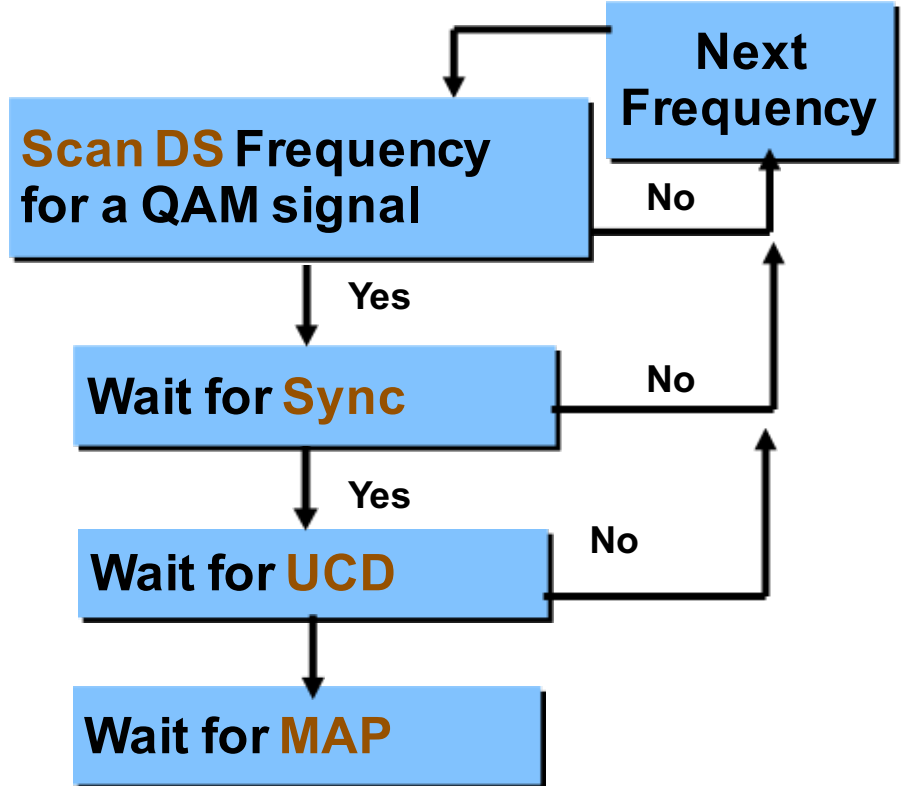 Next
Frequency
Scan DS Frequency
for a QAM signal
No
Yes
Wait for Sync
No
Yes
Wait for UCD
No
Wait for MAP